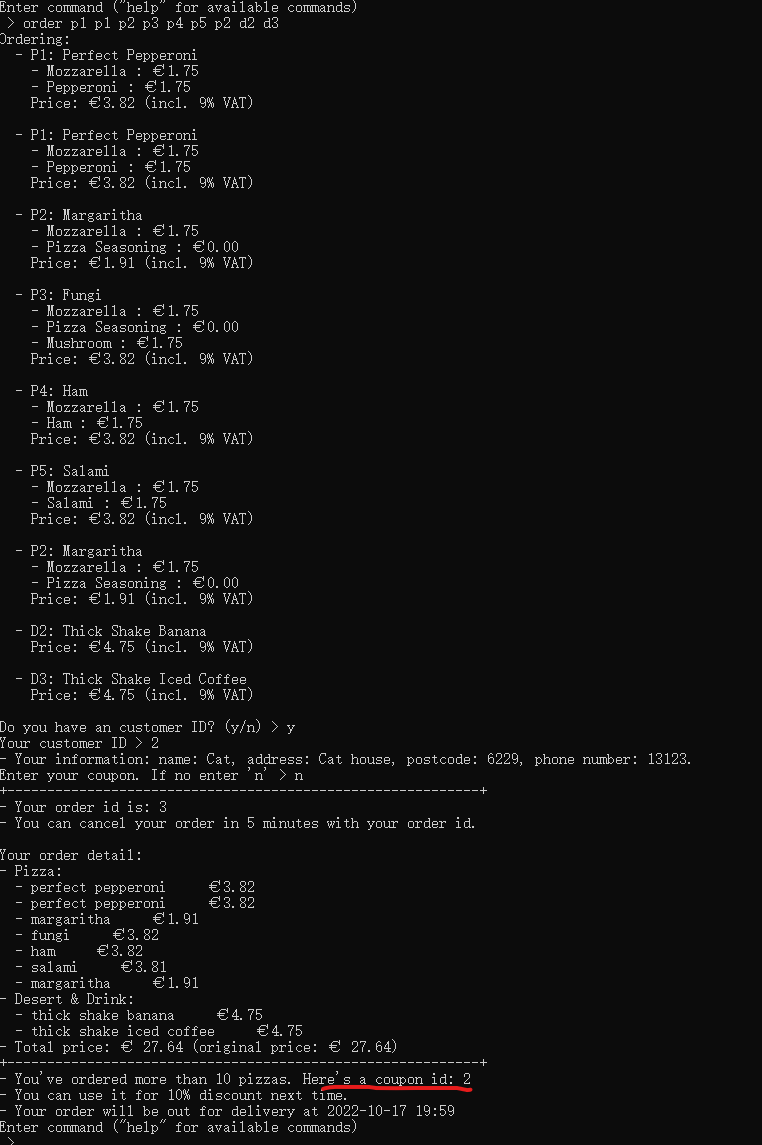 Enter command ("help" for available commands)
> order p1 p1 p2 p3 p4 p5 p2 d2 d3
Ordering:
- P1: Perfect Pepperoni
- Mozzarella : €1.75
- Pepperoni : €1.75
Price: €3.82 (incl. 9% VAT)
- P1: Perfect Pepperoni
- Mozzarella : €1.75
- Pepperoni : €1.75
Price: €3.82 (incl. 9% VAT)
- P2: Margaritha
- Mozzarella : €1.75
- Pizza Seasoning : €0.00
Price: €1.91 (incl. 9% VAT)
- P3: Fungi
- Mozzarella : €1.75
- Pizza Seasoning : €0.00
- Mushroom : €1.75
Price: €3.82 (incl. 9% VAT)
- P4: Ham
- Mozzarella : €1.75
- Ham : €1.75
Price: €3.82 (incl. 9% VAT)
- P5: Salami
- Mozzarella : €1.75
- Salami : €1.75
Price: €3.82 (incl. 9% VAT)
- P2: Margaritha
- Mozzarella : €1.75
- Pizza Seasoning : €0.00
Price: €1.91 (incl. 9% VAT)
- D2: Thick Shake Banana
Price: €4.75 (incl. 9% VAT)
- D3: Thick Shake Iced Coffee
Price: €4.75 (incl. 9% VAT)
Do you have an customer ID? (y/n) > y
Your customer ID > 2
- Your information: name: Cat, address: Cat house, postcode: 6229, phone number: 13123.
Enter your coupon. If no enter 'n' > n
+------------------------------------------------------------+
- Your order id is: 3
- You can cancel your order in 5 minutes with your order id.
Your order detail:
- Pizza:
- perfect pepperoni €3.82
- perfect pepperoni €3.82
- margaritha €1.91
- fungi €3.82
- ham €3.82
- salami €3.81
- margaritha €1.91
- Desert & Drink:
- thick shake banana €4.75
- thick shake iced coffee €4.75
- Total price: € 27.64 (original price: € 27.64)
+------------------------------------------------------------+
- You've ordered more than 10 pizzas. Here's a coupon id: 2
- You can use it for 10% discount next time.
- Your order will be out for delivery at 2022-10-17 19:59
Enter command ("help" for available commands)
>